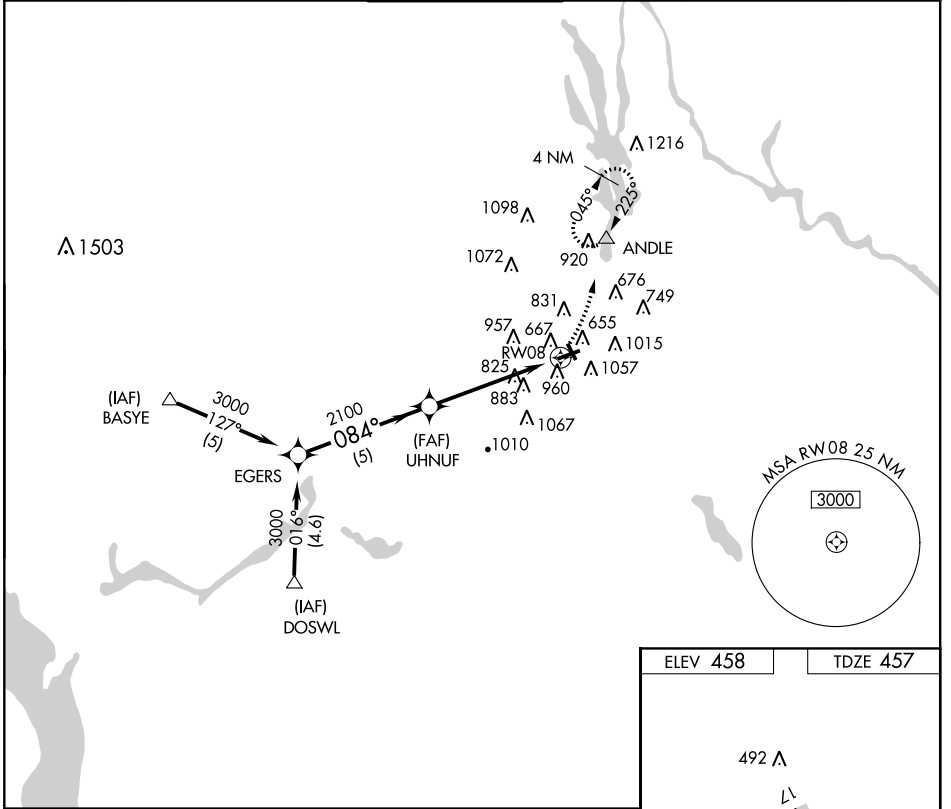 1216
4 NM
045°
225°
1098
1503
ANDLE
920
1072
676
831
749
957
667
655
RW08
1015
825
1057
960
883
(IAF)
BASYE
3000
127°
(5)
2100
084°
(5)
(FAF)
UHNUF
1067
1010
EGERS
MSA RW08 25 NM
3000
3000
016°
(4.6)
(IAF)
DOSWL
ELEV 458
TDZE 457
492
17